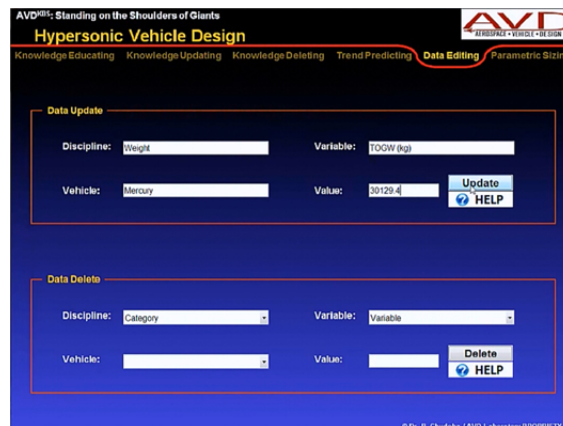 AVDKBS: Standing on the Shoulders of Giants
AVD
Hypersonic Vehicle Design
AEROSPACE • VEHICLE • DESIGN
Knowledge Educating Knowledge Updating Knowledge Deleting Trend Predicting Data Editing Parametric Sizin
Data Update
Discipline: Weight Variable: TOGW (kg)
Vehicle: Mercury Value: 30129.4 Update
HELP
Data Delete
Discipline: Category Variable: Variable
Vehicle: Value: Delete
HELP